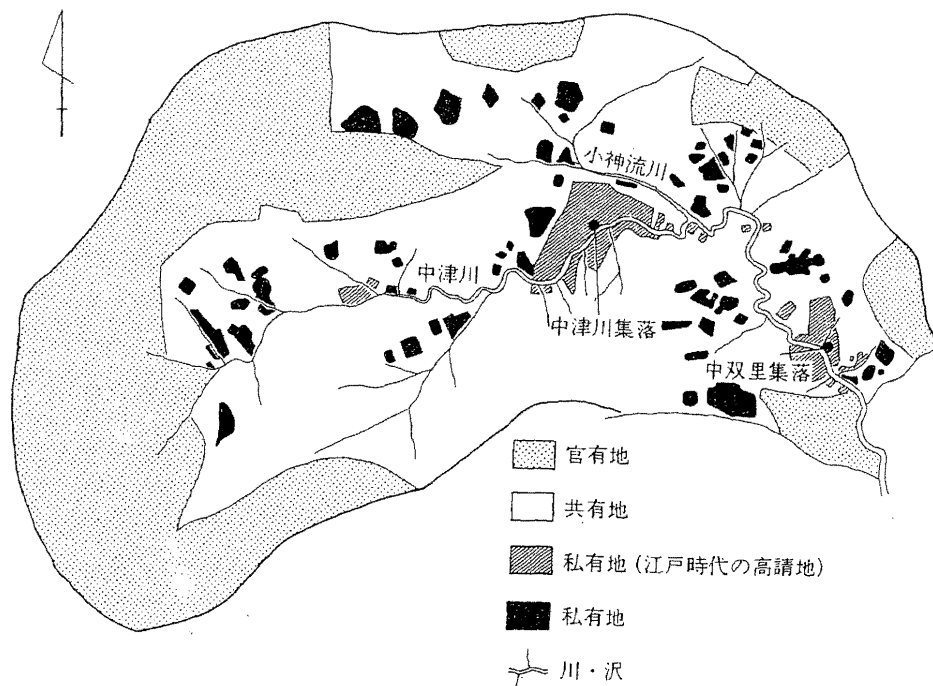 小神流川
中津川
中津川集落
中双里集落
官有地
共有地
私有地(江戸時代の高請地)
私有地
川・沢